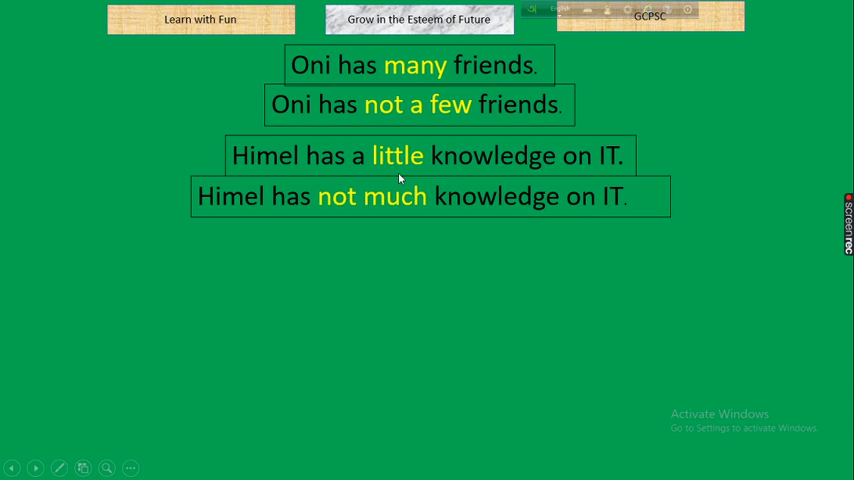 Learn with Fun
Grow in the Esteem of Future
GCPSC
Oni has many friends.
Oni has not a few friends.
Himel has a little knowledge on IT.
Himel has not much knowledge on IT.
screenrec
Activate Windows
Go to Settings to activate Windows.